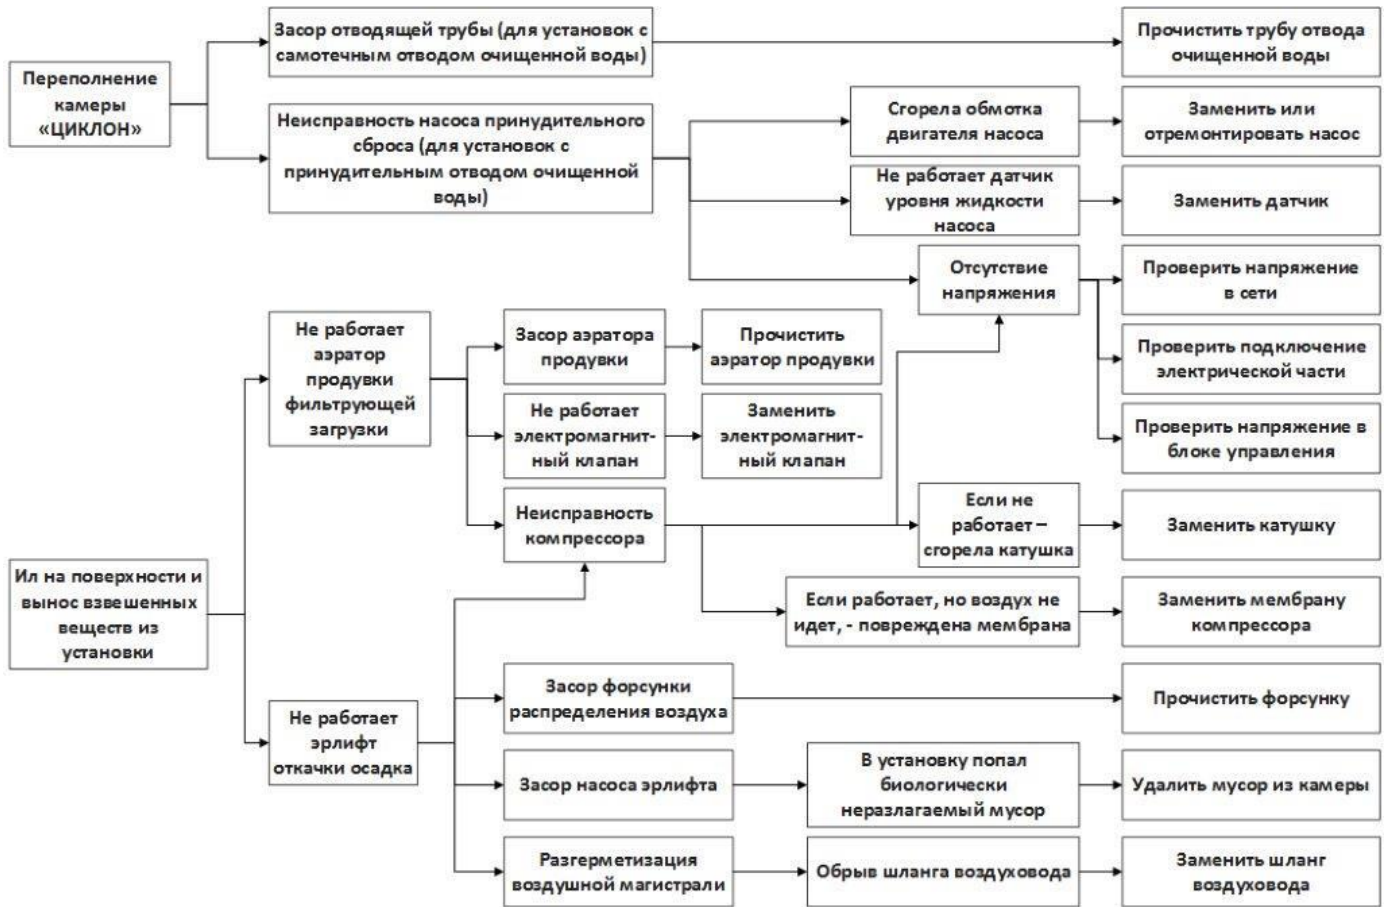 Переполнение
камеры
«ЦИКЛОН»
Засор отводящей трубы (для установок с
самотечным отводом очищенной воды)
Прочистить трубу отвода
очищенной воды
Неисправность насоса принудительного
сброса (для установок с
принудительным отводом очищенной
воды)
Сгорела обмотка
двигателя насоса
Заменить или
отремонтировать насос
Не работает датчик
уровня жидкости
насоса
Заменить датчик
Отсутствие
напряжения
Проверить напряжение
в сети
Проверить подключение
электрической части
Проверить напряжение в
блоке управления
Ил на поверхности и
вынос взвешенных
веществ из
установки
Не работает
аэратор
продувки
фильтрующей
загрузки
Засор аэратора
продувки
Прочистить
аэратор продувки
Не работает
электромагнит-
ный клапан
Заменить
электромагнит-
ный клапан
Неисправность
компрессора
Если не
работает –
сгорела катушка
Заменить катушку
Если работает, но воздух не
идет, - повреждена мембрана
Заменить мембрану
компрессора
Не работает
эрлифт
откачки осадка
Засор форсунки
распределения воздуха
Прочистить форсунку
Засор насоса эрлифта
В установку попал
биологически
неразлагаемый мусор
Удалить мусор из камеры
Разгерметизация
воздушной магистрали
Обрыв шланга воздуховода
Заменить шланг
воздуховода